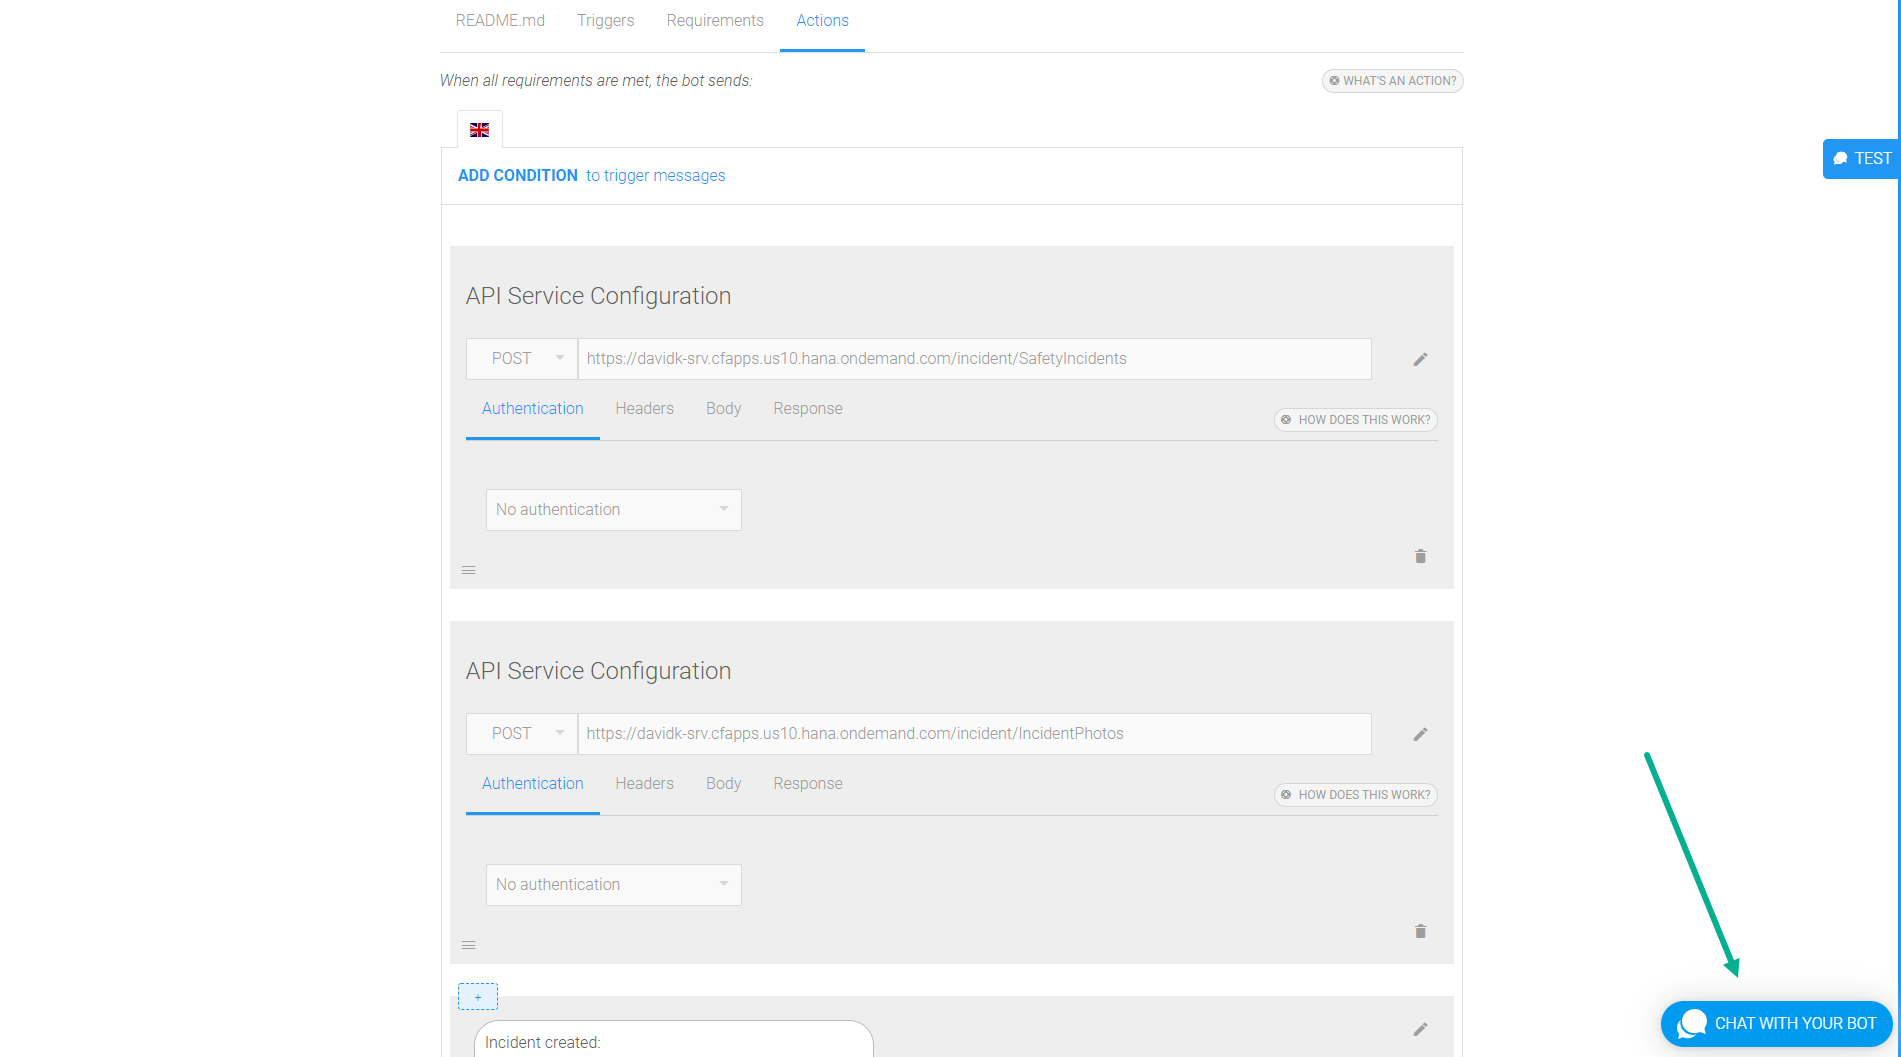 README.md Triggers Requirements Actions
When all requirements are met, the bot sends:
WHAT'S AN ACTION?
TEST
ADD CONDITION to trigger messages
API Service Configuration
POST https://davidk-srv.cfapps.us10.hana.ondemand.com/incident/SafetyIncidents
Authentication Headers Body Response
HOW DOES THIS WORK?
No authentication
API Service Configuration
POST https://davidk-srv.cfapps.us10.hana.ondemand.com/incident/IncidentPhotos
Authentication Headers Body Response
HOW DOES THIS WORK?
No authentication
+
Incident created:
CHAT WITH YOUR BOT